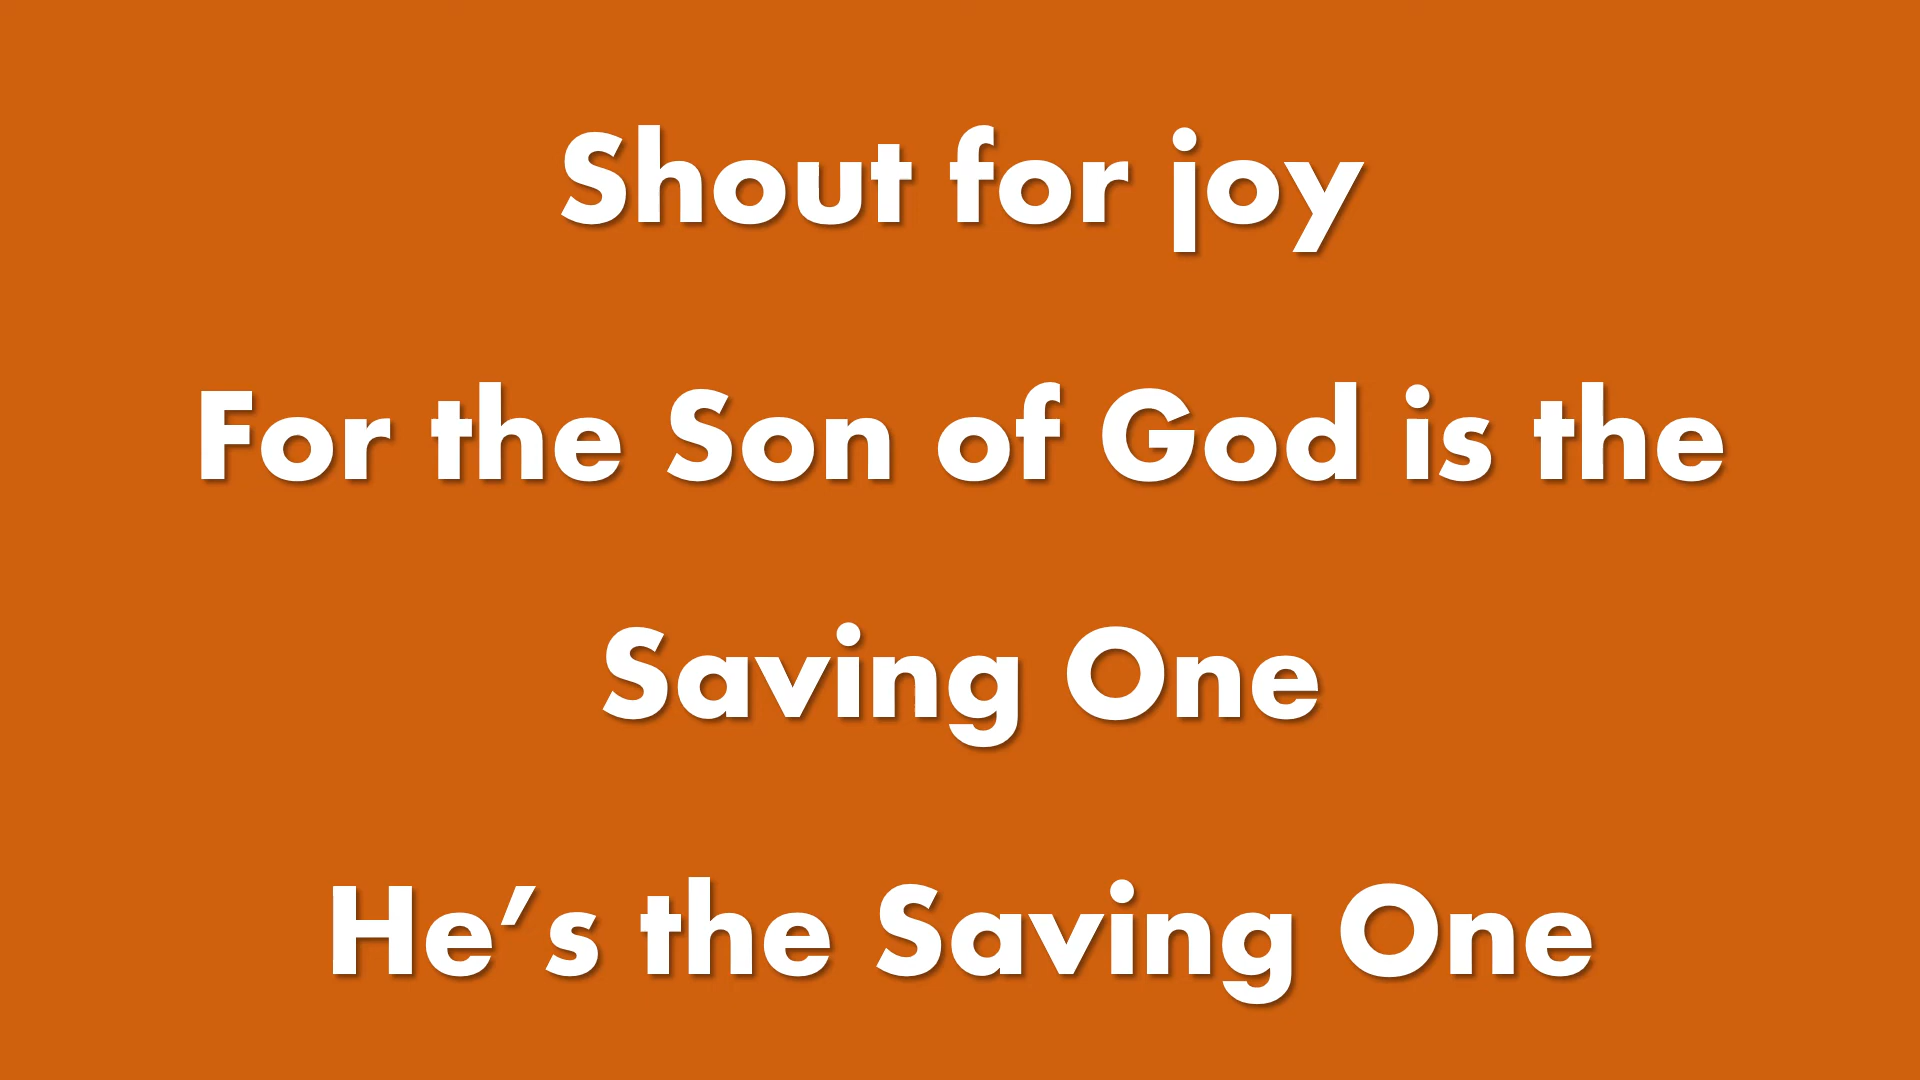 Shout for joy
For the Son of God is the
Saving One
He’s the Saving One